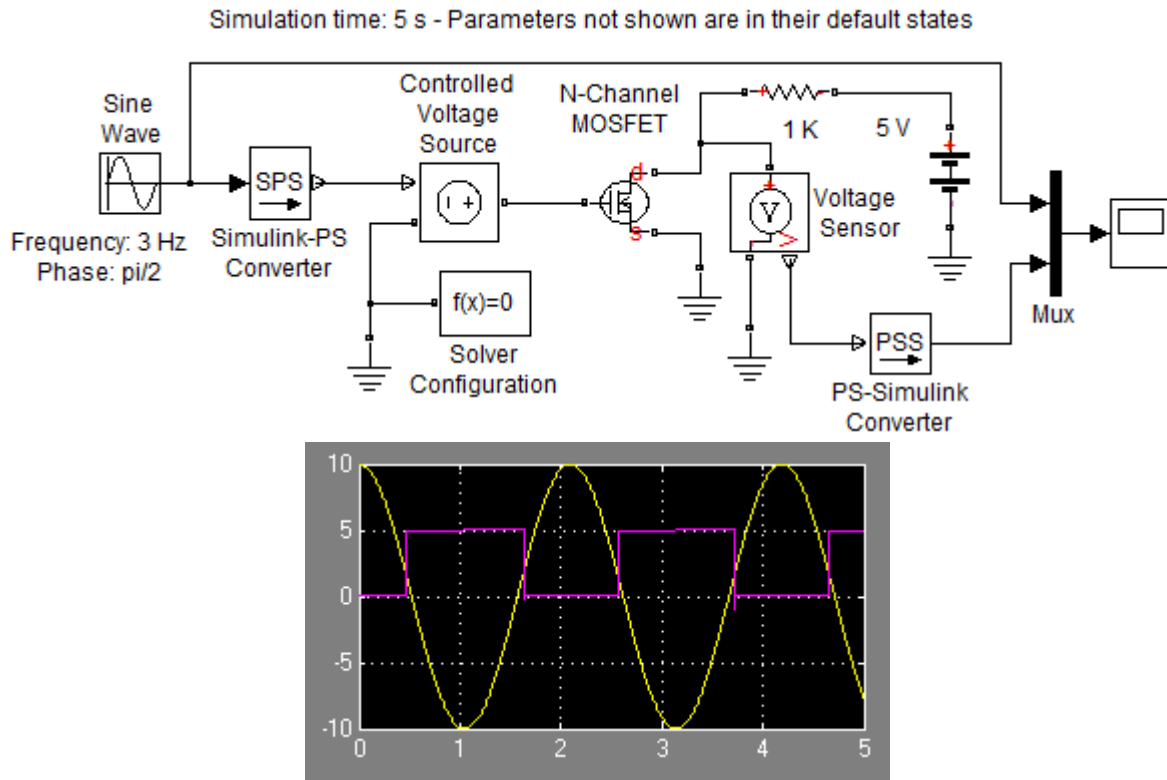 Simulation time: 5 s - Parameters not shown are in their default states
Sine
Wave
Frequency: 3 Hz
Phase: pi/2
SPS
Simulink-PS
Converter
Controlled
Voltage
Source
f(x)=0
Solver
Configuration
N-Channel
MOSFET
d
s
+
1 K
5 V
+
+
V
Voltage
Sensor
PSS
PS-Simulink
Converter
Mux
10
5
0
-5
-10
0 1 2 3 4 5